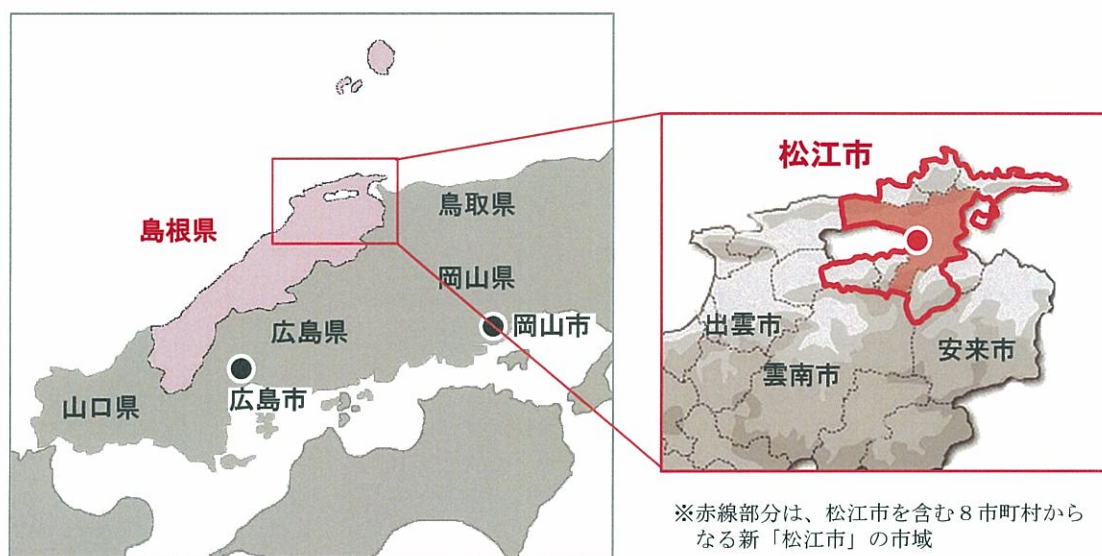 鳥取県
島根県
岡山県
広島県
岡山市
広島市
山口県
松江市
出雲市
安来市
雲南市
※赤線部分は、松江市を含む8市町村から
なる新「松江市」の市域